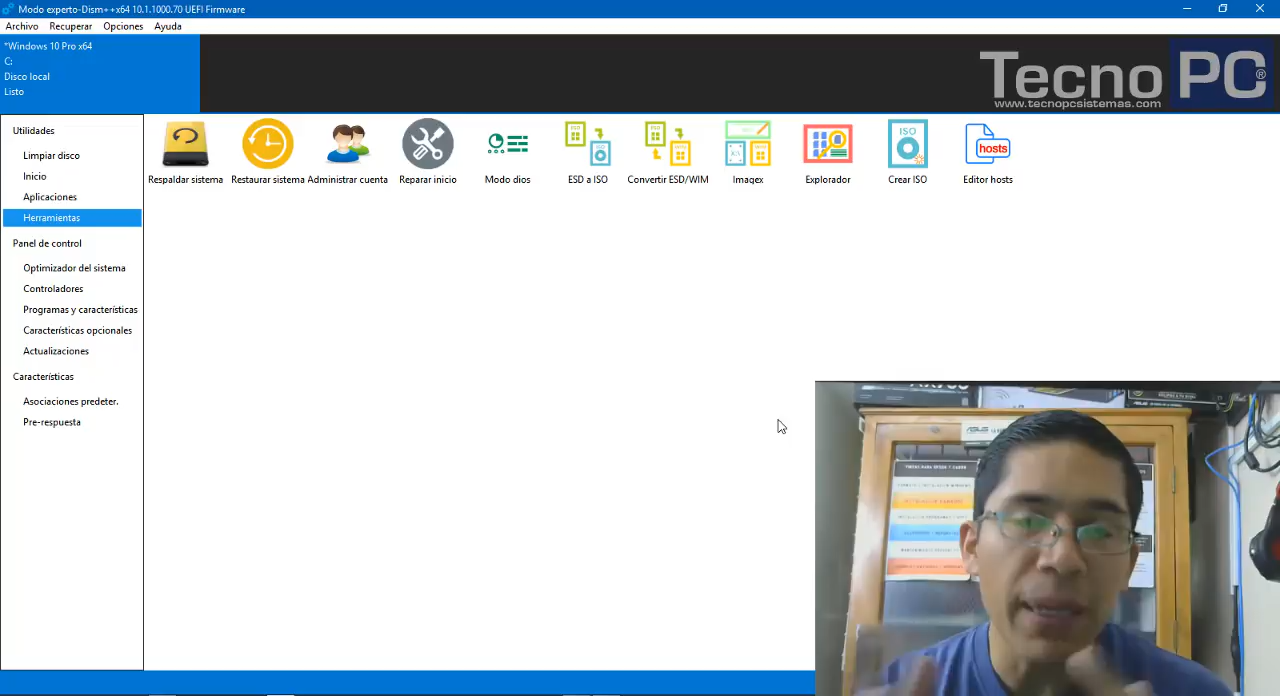 Modo experto-Dism++x64 10.1.1000.70 UEFI Firmware
Archivo Recuperar Opciones Ayuda
*Windows 10 Pro x64
C:
Disco local
Listo
Tecno PC®
www.tecnopcsistemas.com
Utilidades
Limpiar disco
Inicio
Aplicaciones
Herramientas
Panel de control
Optimizador del sistema
Controladores
Programas y características
Características opcionales
Actualizaciones
Características
Asociaciones predeter.
Pre-respuesta
Respaldar sistema
Restaurar sistema
Administrar cuenta
Reparar inicio
Modo dios
ESD a ISO
Convertir ESD/WIM
Imaqex
Explorador
ISO
Crear ISO
hosts
Editor hosts
ASUS